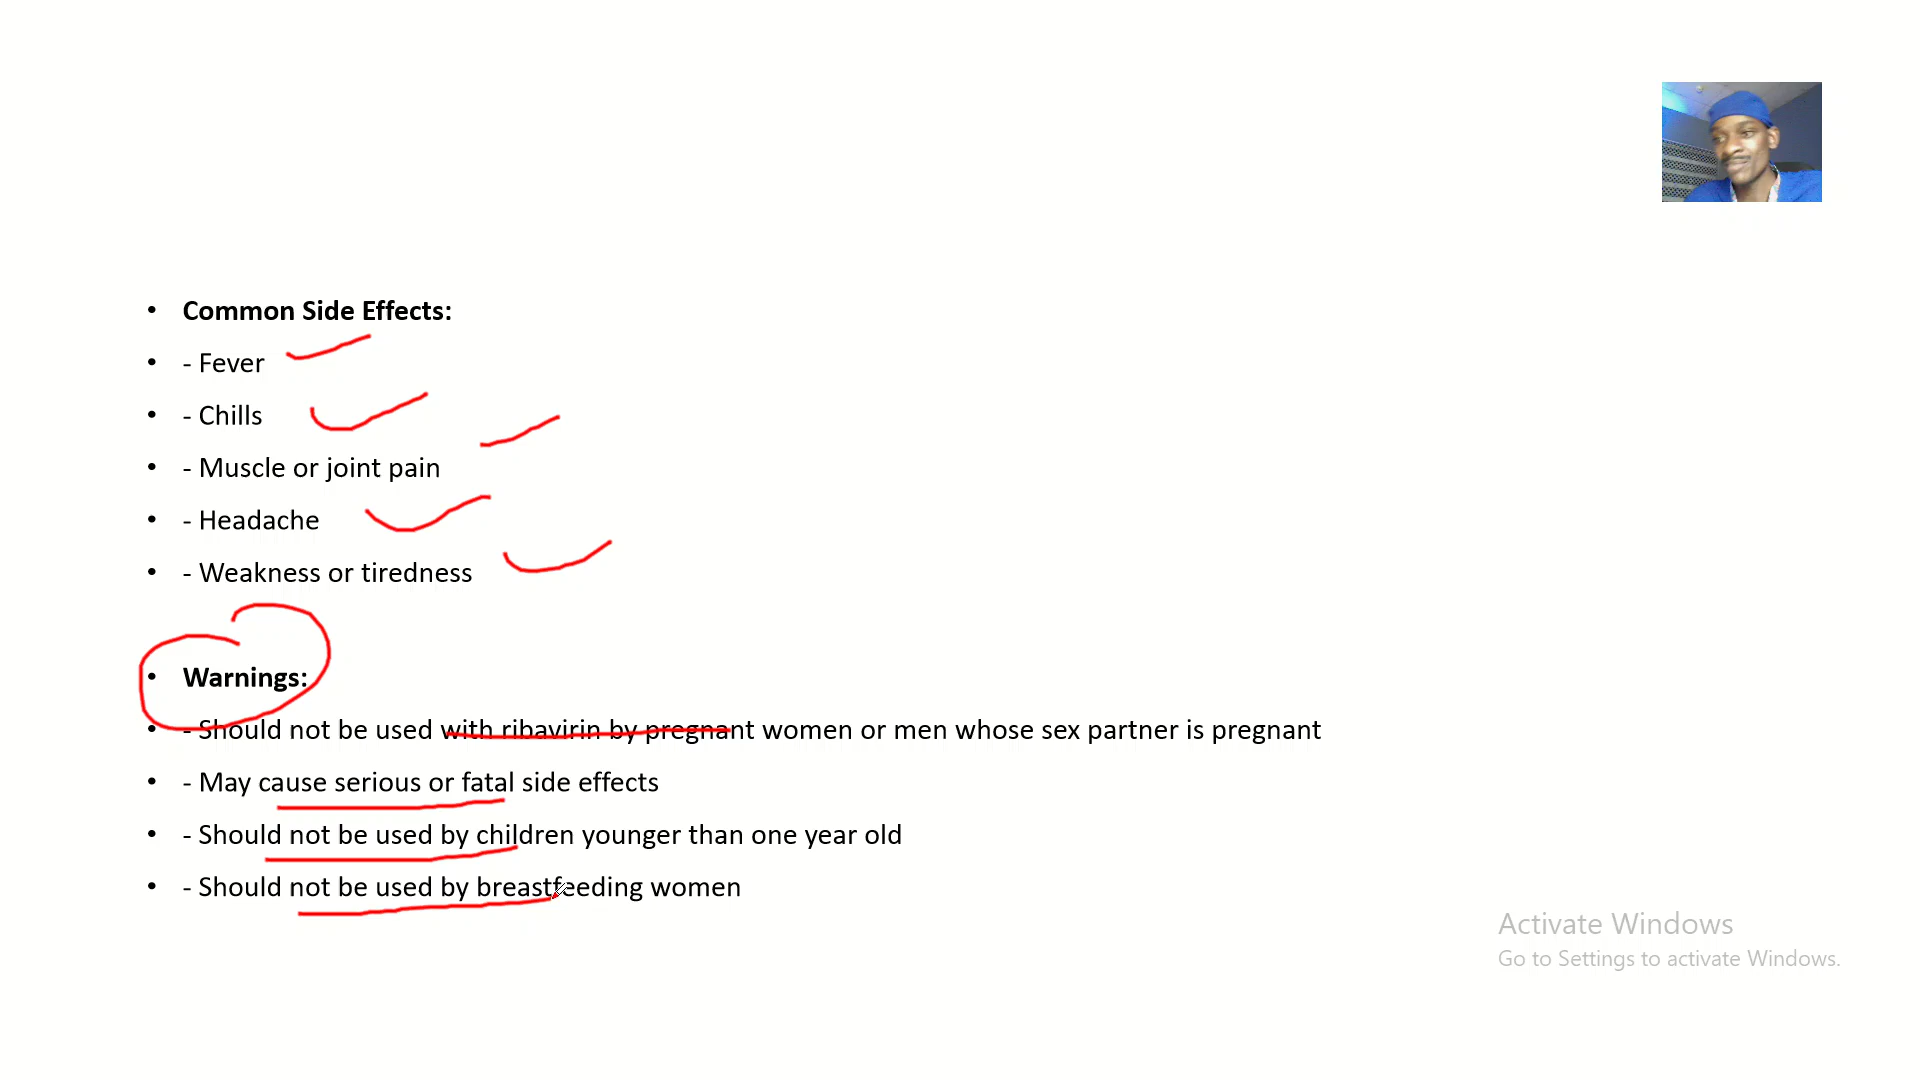 • Common Side Effects:
• - Fever
• - Chills
• - Muscle or joint pain
• - Headache
• - Weakness or tiredness
• Warnings:
• - Should not be used with ribavirin by pregnant women or men whose sex partner is pregnant
• - May cause serious or fatal side effects
• - Should not be used by children younger than one year old
• - Should not be used by breastfeeding women
Activate Windows
Go to Settings to activate Windows.